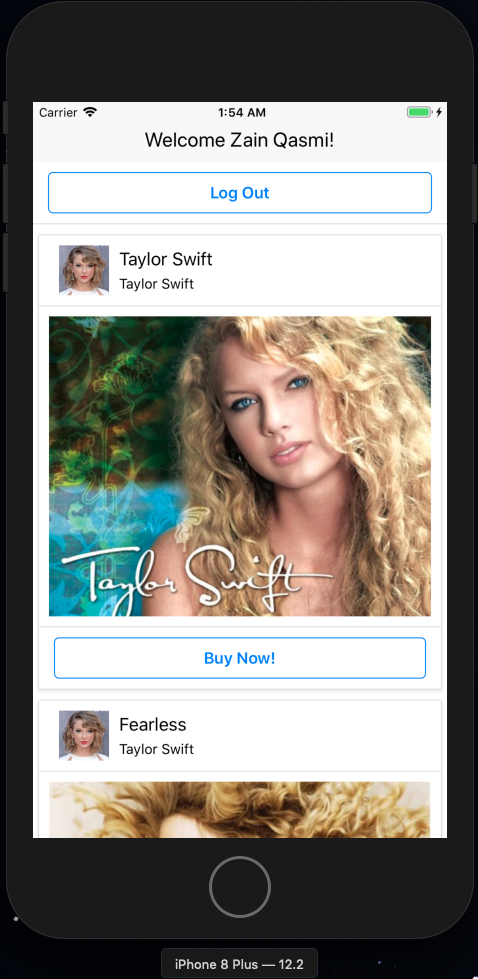 Carrier 1:54 AM
Welcome Zain Qasmi!
Log Out
Taylor Swift
Taylor Swift
Taylor Swift
Buy Now!
Fearless
Taylor Swift
iPhone 8 Plus — 12.2